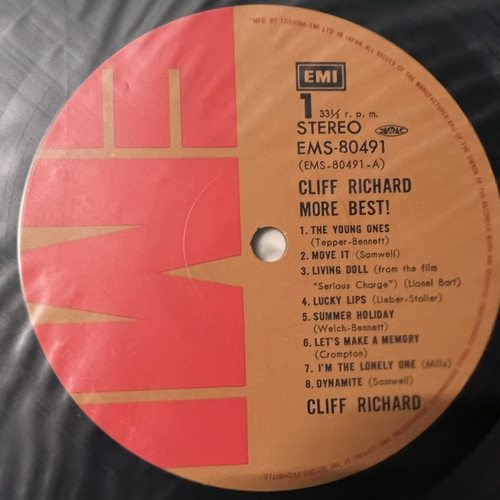 MFD BY TOSHIBA-EMI LTD IN JAPAN. ALL RIGHTS OF THE MANUFACTURER AND OF THE OWNER OF THE RECORDED WORK
EMI
1 33⅓ r. p. m.
STEREO JASRAC
EMS-80491
(EMS-80491-A)
CLIFF RICHARD
MORE BEST!
1. THE YOUNG ONES
(Tepper-Bennett)
2. MOVE IT (Samwell)
3. LIVING DOLL (from the film
"Serious Charge") (Lionel Bart)
4. LUCKY LIPS (Lieber-Stoller)
5. SUMMER HOLIDAY
(Welch-Bennett)
6. LET'S MAKE A MEMORY
(Crompton)
7. I'M THE LONELY ONE (Mills)
8. DYNAMITE (Samwell)
CLIFF RICHARD
EMI